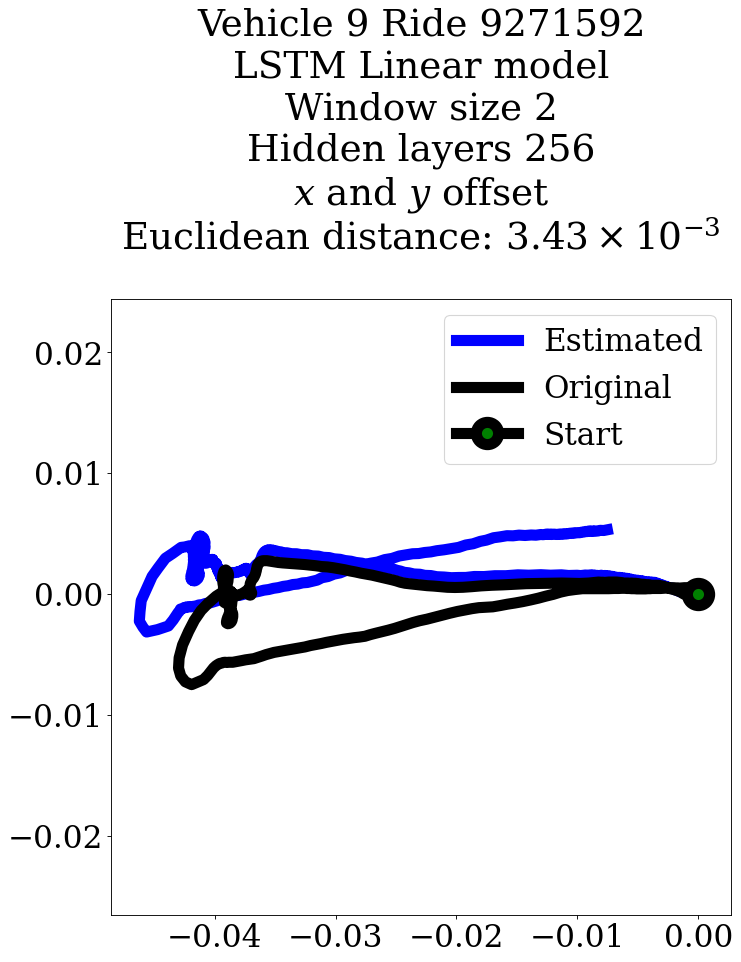 Vehicle 9 Ride 9271592
LSTM Linear model
Window size 2
Hidden layers 256
x and y offset
Euclidean distance: 3.43 × 10⁻³
Estimated
Original
Start
0.02
0.01
0.00
−0.01
−0.02
−0.04 −0.03 −0.02 −0.01 0.00